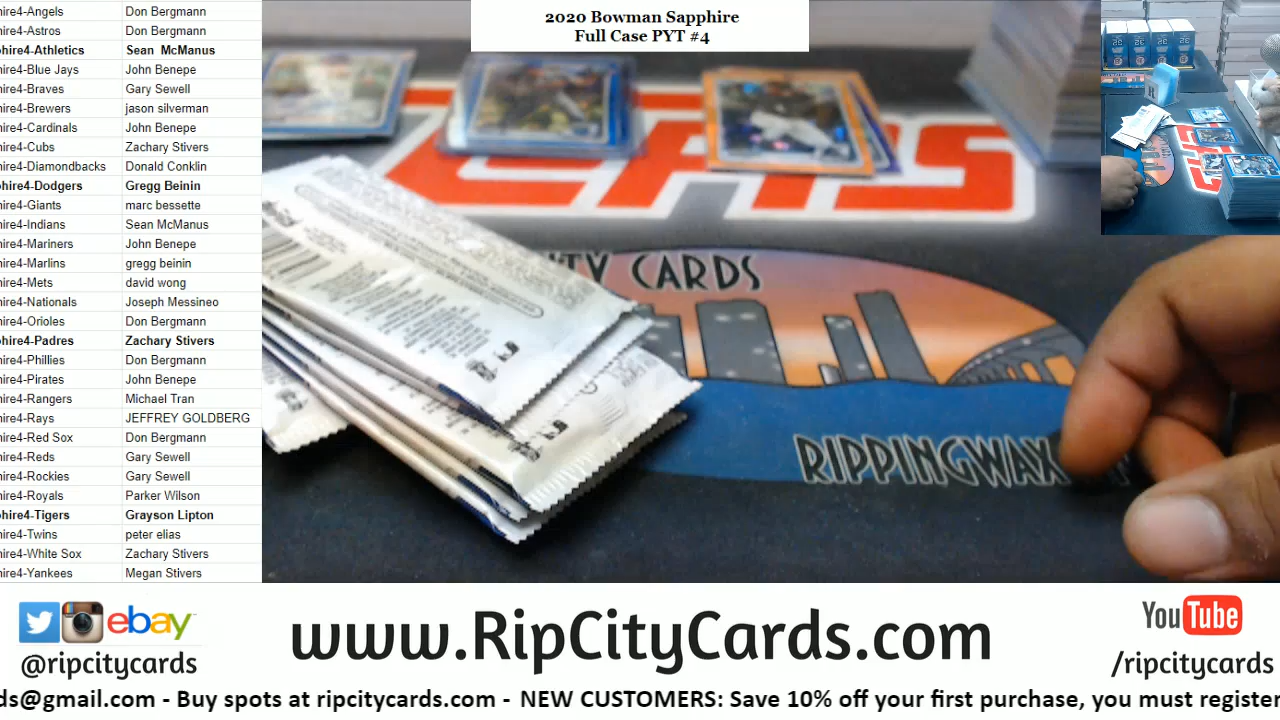 2020 Bowman Sapphire
Full Case PYT #4
hire4-Angels Don Bergmann
hire4-Astros Don Bergmann
hire4-Athletics Sean McManus
hire4-Blue Jays John Benepe
hire4-Braves Gary Sewell
hire4-Brewers jason silverman
hire4-Cardinals John Benepe
hire4-Cubs Zachary Stivers
hire4-Diamondbacks Donald Conklin
hire4-Dodgers Gregg Beinin
hire4-Giants marc bessette
hire4-Indians Sean McManus
hire4-Mariners John Benepe
hire4-Marlins gregg beinin
hire4-Mets david wong
hire4-Nationals Joseph Messineo
hire4-Orioles Don Bergmann
phire4-Padres Zachary Stivers
hire4-Phillies Don Bergmann
hire4-Pirates John Benepe
hire4-Rangers Michael Tran
hire4-Rays JEFFREY GOLDBERG
hire4-Red Sox Don Bergmann
hire4-Reds Gary Sewell
hire4-Rockies Gary Sewell
hire4-Royals Parker Wilson
phire4-Tigers Grayson Lipton
hire4-Twins peter elias
hire4-White Sox Zachary Stivers
hire4-Yankees Megan Stivers
CARDS
RIPPINGWAX
ebay
@ripcitycards
www.RipCityCards.com
YouTube
/ripcitycards
ds@gmail.com - Buy spots at ripcitycards.com - NEW CUSTOMERS: Save 10% off your first purchase, you must register